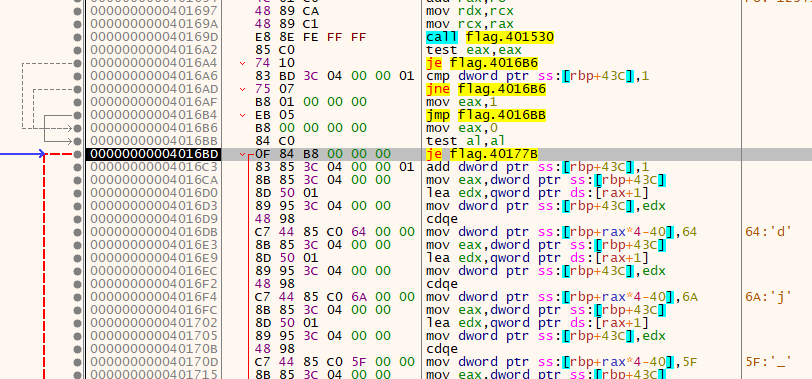 0000000000401697 48 89 CA mov rdx,rcx
000000000040169A 48 89 C1 mov rcx,rax
000000000040169D E8 8E FE FF FF call flag.401530
00000000004016A2 85 C0 test eax,eax
00000000004016A4 74 10 je flag.4016B6
00000000004016A6 83 BD 3C 04 00 00 01 cmp dword ptr ss:[rbp+43C],1
00000000004016AD 75 07 jne flag.4016B6
00000000004016AF B8 01 00 00 00 mov eax,1
00000000004016B4 EB 05 jmp flag.4016BB
00000000004016B6 B8 00 00 00 00 mov eax,0
00000000004016BB 84 C0 test al,al
00000000004016BD 0F 84 B8 00 00 00 je flag.40177B
00000000004016C3 83 85 3C 04 00 00 01 add dword ptr ss:[rbp+43C],1
00000000004016CA 8B 85 3C 04 00 00 mov eax,dword ptr ss:[rbp+43C]
00000000004016D0 8D 50 01 lea edx,qword ptr ds:[rax+1]
00000000004016D3 89 95 3C 04 00 00 mov dword ptr ss:[rbp+43C],edx
00000000004016D9 48 98 cdqe
00000000004016DB C7 44 85 C0 64 00 00 mov dword ptr ss:[rbp+rax*4-40],64 64:'d'
00000000004016E3 8B 85 3C 04 00 00 mov eax,dword ptr ss:[rbp+43C]
00000000004016E9 8D 50 01 lea edx,qword ptr ds:[rax+1]
00000000004016EC 89 95 3C 04 00 00 mov dword ptr ss:[rbp+43C],edx
00000000004016F2 48 98 cdqe
00000000004016F4 C7 44 85 C0 6A 00 00 mov dword ptr ss:[rbp+rax*4-40],6A 6A:'j'
00000000004016FC 8B 85 3C 04 00 00 mov eax,dword ptr ss:[rbp+43C]
0000000000401702 8D 50 01 lea edx,qword ptr ds:[rax+1]
0000000000401705 89 95 3C 04 00 00 mov dword ptr ss:[rbp+43C],edx
000000000040170B 48 98 cdqe
000000000040170D C7 44 85 C0 5F 00 00 mov dword ptr ss:[rbp+rax*4-40],5F 5F:'_'
0000000000401715 8B 85 3C 04 00 00 mov eax,dword ptr ss:[rbp+43C]